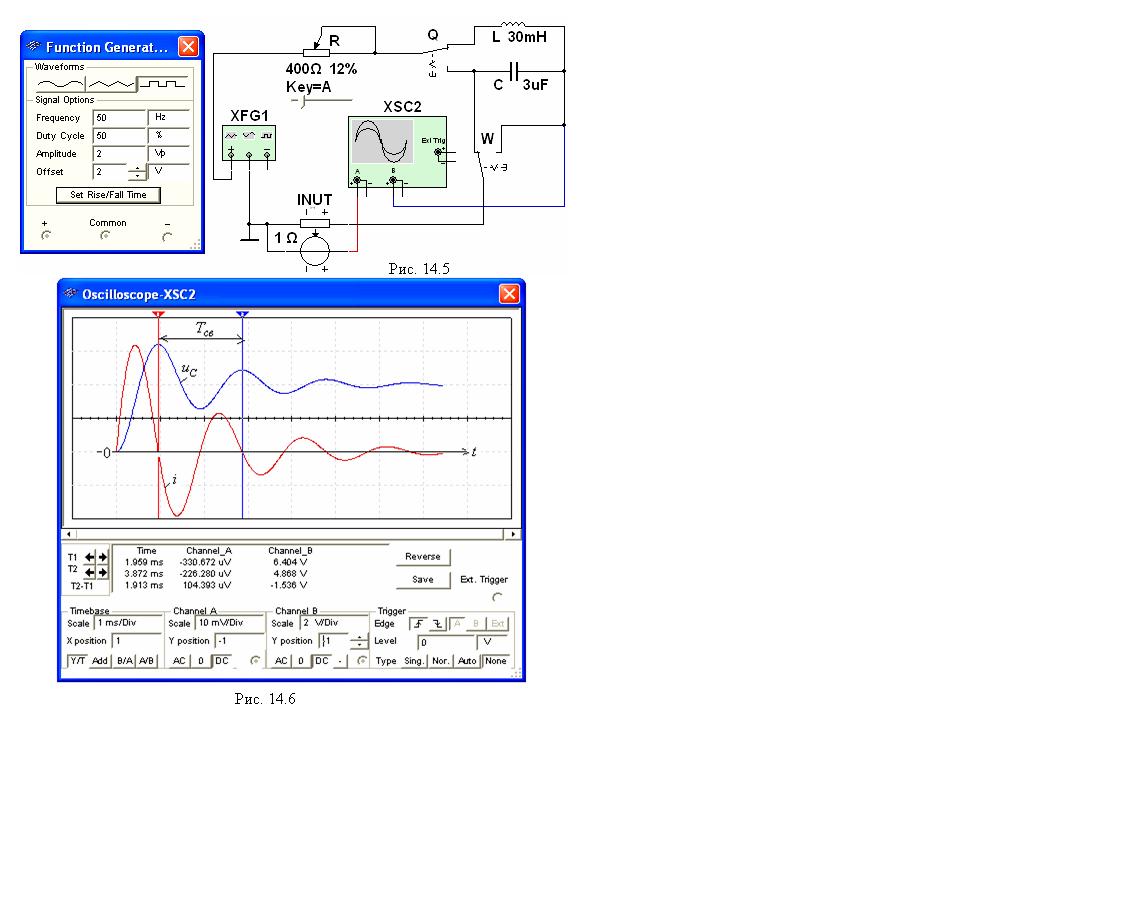 Function Generat...
Waveforms
Signal Options
Frequency 50 Hz
Duty Cycle 50 %
Amplitude 2 Vp
Offset 2 V
Set Rise/Fall Time
+ Common −
R
400Ω 12%
Key=A
Q
L 30mH
C 3uF
XFG1
XSC2
Ext Trig
A B
W
INUT
1 Ω
Рис. 14.5
Oscilloscope-XSC2
Tсв
uC
0
t
i
Time Channel_A Channel_B
T1 1.959 ms -330.672 uV 6.404 V
T2 3.872 ms -226.280 uV 4.868 V
T2-T1 1.913 ms 104.393 uV -1.536 V
Reverse
Save
Ext. Trigger
Timebase Channel A Channel B Trigger
Scale 1 ms/Div Scale 10 mV/Div Scale 2 V/Div Edge A B Ext
X position 1 Y position -1 Y position 1 Level 0 V
Y/T Add B/A A/B AC 0 DC AC 0 DC - Type Sing. Nor. Auto None
Рис. 14.6